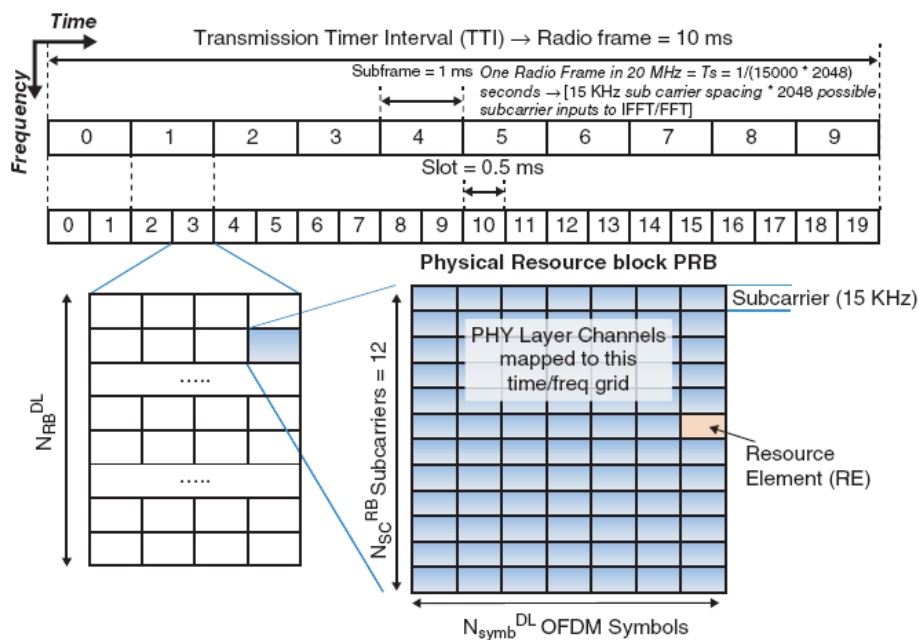 Time
Frequency
Transmission Timer Interval (TTI) → Radio frame = 10 ms
Subframe = 1 ms
One Radio Frame in 20 MHz = Ts = 1/(15000 * 2048)
seconds → [15 KHz sub carrier spacing * 2048 possible
subcarrier inputs to IFFT/FFT]
0 1 2 3 4 5 6 7 8 9
Slot = 0.5 ms
0 1 2 3 4 5 6 7 8 9 10 11 12 13 14 15 16 17 18 19
Physical Resource block PRB
N_RB^DL
.....
.....
N_SC^RB Subcarriers = 12
PHY Layer Channels
mapped to this
time/freq grid
Subcarrier (15 KHz)
Resource
Element (RE)
N_symb^DL OFDM Symbols